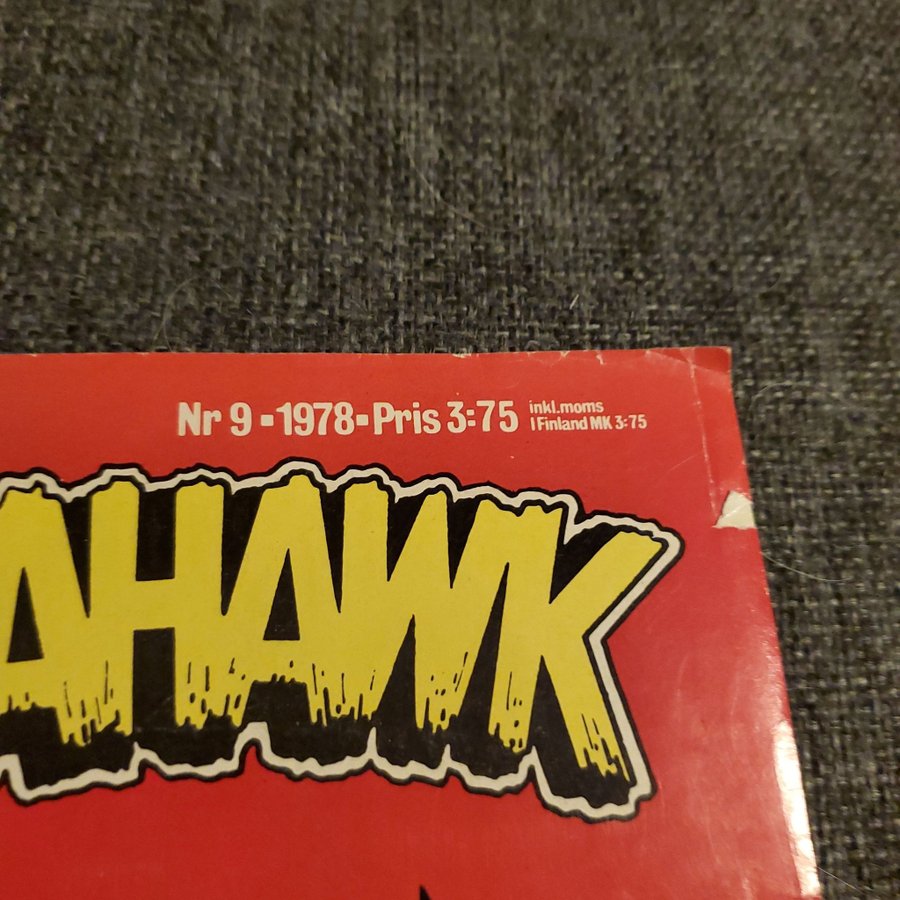 Nr 9 ▪ 1978 ▪ Pris 3:75 inkl.moms
I Finland MK 3:75
AHAWK